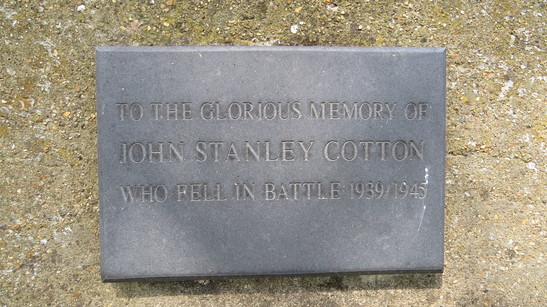 TO THE GLORIOUS MEMORY OF
JOHN STANLEY COTTON
WHO FELL IN BATTLE 1939/1945